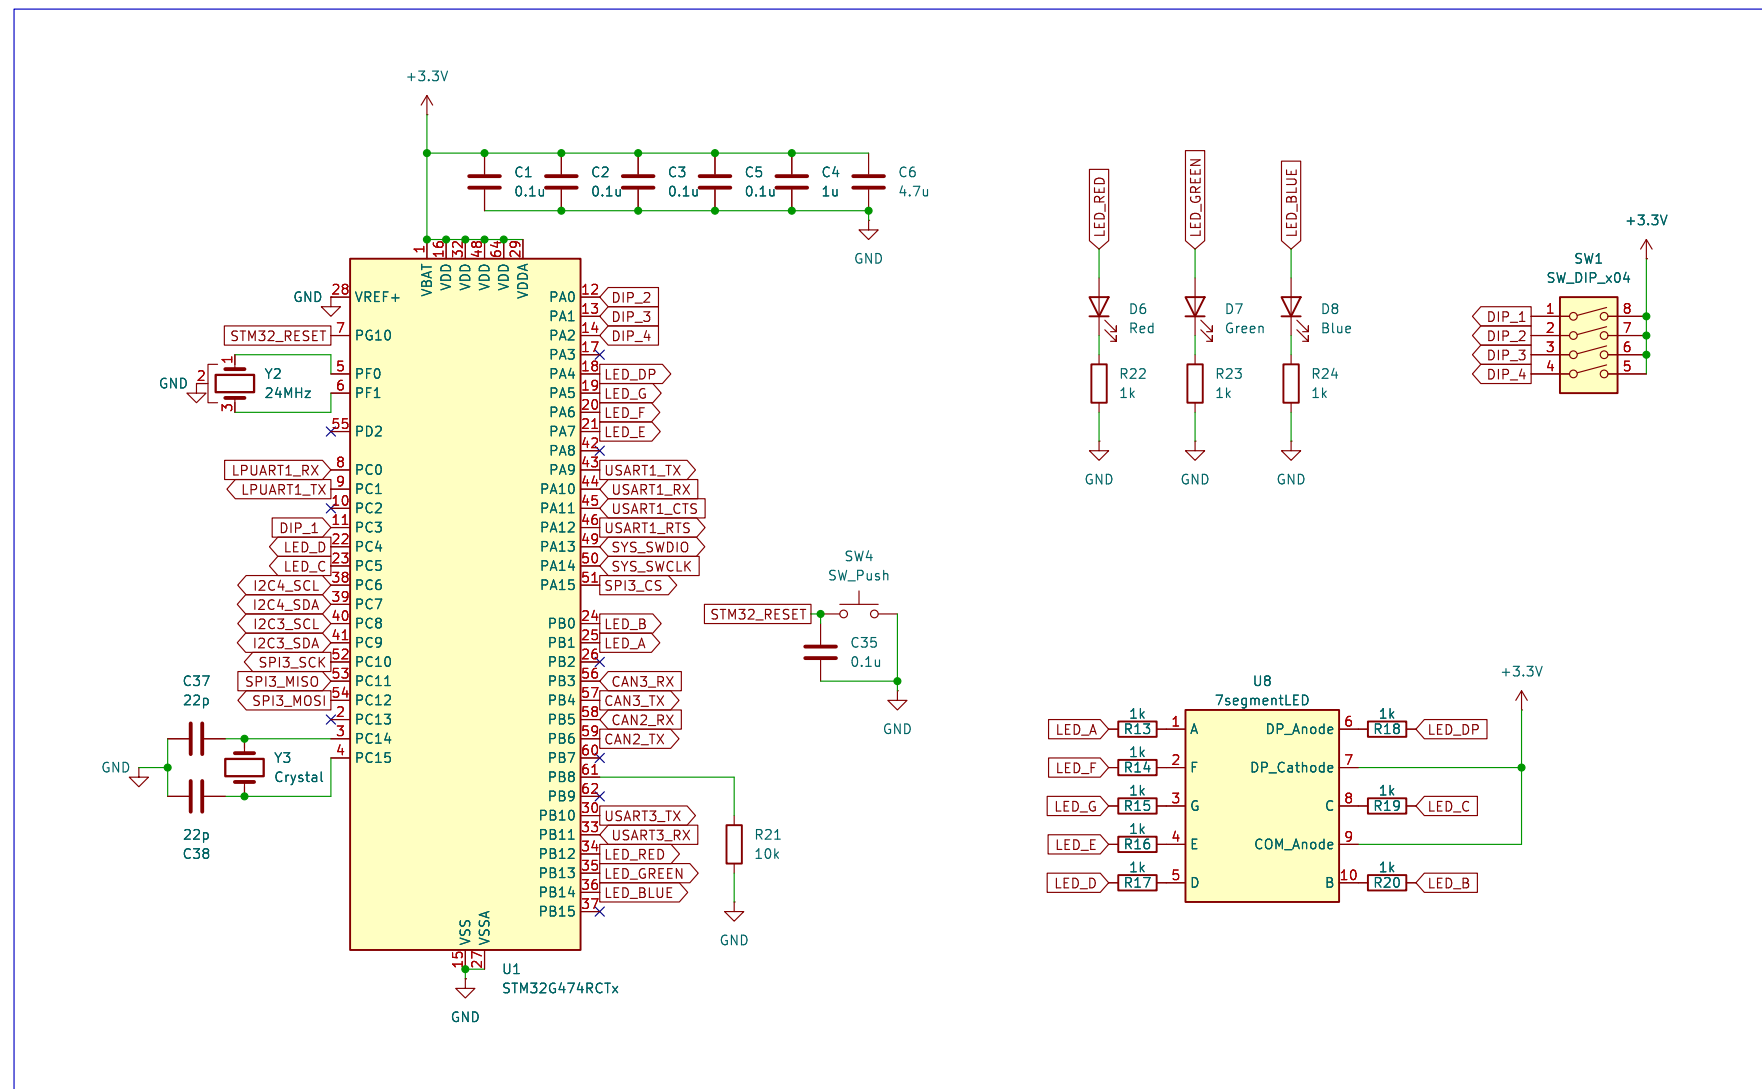 +3.3V
C1
0.1u
C2
0.1u
C3
0.1u
C5
0.1u
C4
1u
C6
4.7u
GND
1
16
32
48
64
29
VBAT
VDD
VDD
VDD
VDD
VDDA
GND
28 VREF+
STM32_RESET 7 PG10
GND
2
1
3
Y2
24MHz
5 PF0
6 PF1
55 PD2
LPUART1_RX 8 PC0
LPUART1_TX 9 PC1
10 PC2
DIP_1 11 PC3
LED_D 22 PC4
LED_C 23 PC5
I2C4_SCL 38 PC6
I2C4_SDA 39 PC7
I2C3_SCL 40 PC8
I2C3_SDA 41 PC9
SPI3_SCK 52 PC10
SPI3_MISO 53 PC11
SPI3_MOSI 54 PC12
2 PC13
3 PC14
4 PC15
C37
22p
GND
Y3
Crystal
22p
C38
PA0 12 DIP_2
PA1 13 DIP_3
PA2 14 DIP_4
PA3 17
PA4 18 LED_DP
PA5 19 LED_G
PA6 20 LED_F
PA7 21 LED_E
PA8 42
PA9 43 USART1_TX
PA10 44 USART1_RX
PA11 45 USART1_CTS
PA12 46 USART1_RTS
PA13 49 SYS_SWDIO
PA14 50 SYS_SWCLK
PA15 51 SPI3_CS
PB0 24 LED_B
PB1 25 LED_A
PB2 26
PB3 56 CAN3_RX
PB4 57 CAN3_TX
PB5 58 CAN2_RX
PB6 59 CAN2_TX
PB7 60
PB8 61
PB9 62
PB10 30 USART3_TX
PB11 33 USART3_RX
PB12 34 LED_RED
PB13 35 LED_GREEN
PB14 36 LED_BLUE
PB15 37
R21
10k
GND
VSS
VSSA
15
27
U1
STM32G474RCTx
GND
SW4
SW_Push
STM32_RESET
C35
0.1u
GND
LED_RED
LED_GREEN
LED_BLUE
D6
Red
D7
Green
D8
Blue
R22
1k
R23
1k
R24
1k
GND
GND
GND
+3.3V
SW1
SW_DIP_x04
DIP_1 1 8
DIP_2 2 7
DIP_3 3 6
DIP_4 4 5
+3.3V
U8
7segmentLED
LED_A 1k R13 1 A
LED_F 1k R14 2 F
LED_G 1k R15 3 G
LED_E 1k R16 4 E
LED_D 1k R17 5 D
DP_Anode 6 1k R18 LED_DP
DP_Cathode 7
C 8 1k R19 LED_C
COM_Anode 9
B 10 1k R20 LED_B